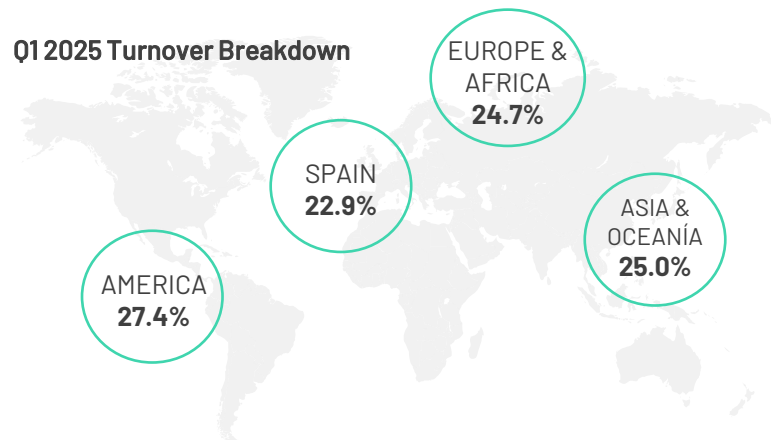 Q1 2025 Turnover Breakdown
EUROPE &
AFRICA
24.7%
SPAIN
22.9%
ASIA &
OCEANÍA
25.0%
AMERICA
27.4%